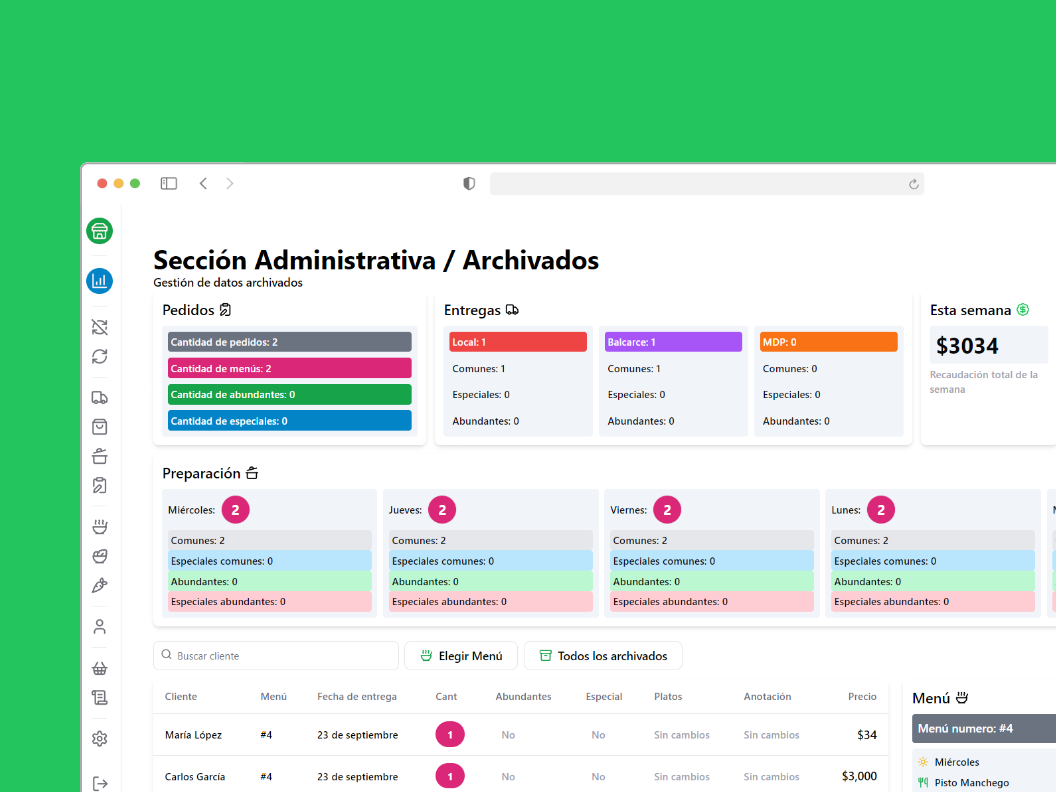 Sección Administrativa / Archivados
Gestión de datos archivados
Pedidos
Cantidad de pedidos: 2
Cantidad de menús: 2
Cantidad de abundantes: 0
Cantidad de especiales: 0
Entregas
Local: 1
Comunes: 1
Especiales: 0
Abundantes: 0
Balcarce: 1
Comunes: 1
Especiales: 0
Abundantes: 0
MDP: 0
Comunes: 0
Especiales: 0
Abundantes: 0
Esta semana
$3034
Recaudación total de la
semana
Preparación
Miércoles: 2
Comunes: 2
Especiales comunes: 0
Abundantes: 0
Especiales abundantes: 0
Jueves: 2
Comunes: 2
Especiales comunes: 0
Abundantes: 0
Especiales abundantes: 0
Viernes: 2
Comunes: 2
Especiales comunes: 0
Abundantes: 0
Especiales abundantes: 0
Lunes: 2
Comunes: 2
Especiales comunes: 0
Abundantes: 0
Especiales abundantes: 0
Buscar cliente
Elegir Menú
Todos los archivados
Cliente Menú Fecha de entrega Cant Abundantes Especial Platos Anotación Precio
María López #4 23 de septiembre 1 No No Sin cambios Sin cambios $34
Carlos García #4 23 de septiembre 1 No No Sin cambios Sin cambios $3,000
Menú
Menú numero: #4
Miércoles
Pisto Manchego